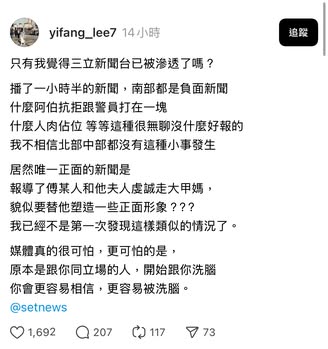 yifang_lee7 14小時
追蹤
只有我覺得三立新聞台已被滲透了嗎？
播了一小時半的新聞，南部都是負面新聞
什麼阿伯抗拒跟警員打在一塊
什麼人肉佔位 等等這種很無聊沒什麼好報的
我不相信北部中部都沒有這種小事發生
居然唯一正面的新聞是
報導了傅某人和他夫人虔誠走大甲媽，
貌似要替他塑造一些正面形象？？？
我已經不是第一次發現這樣類似的情況了。
媒體真的很可怕，更可怕的是，
原本是跟你同立場的人，開始跟你洗腦
你會更容易相信，更容易被洗腦。
@setnews
1,692 207 152 73